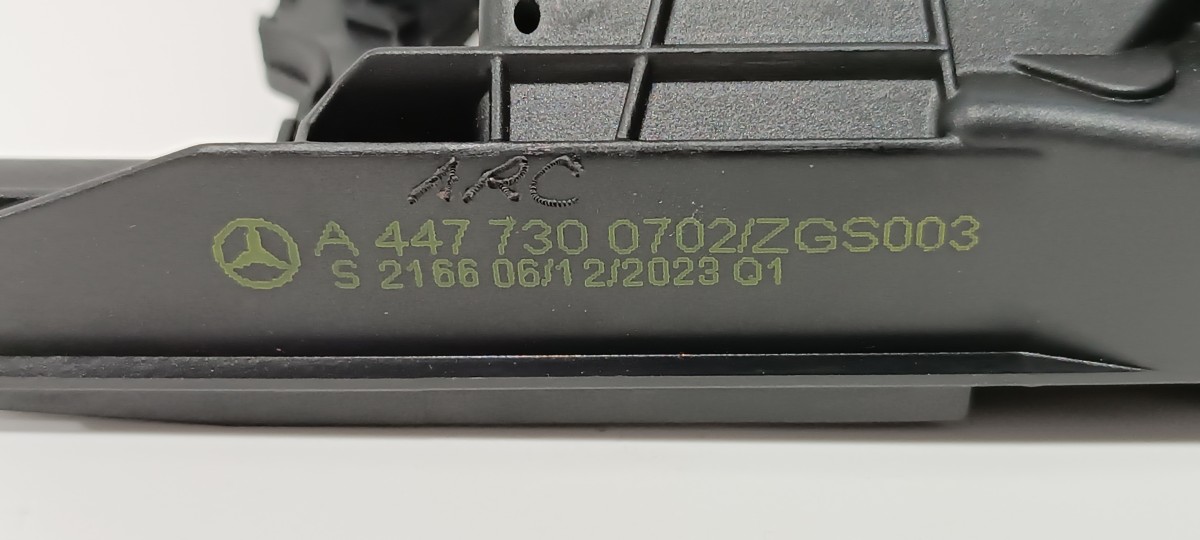 ARC
A 447 730 0702/ZGS003
S 2166 06/12/2023 Q1